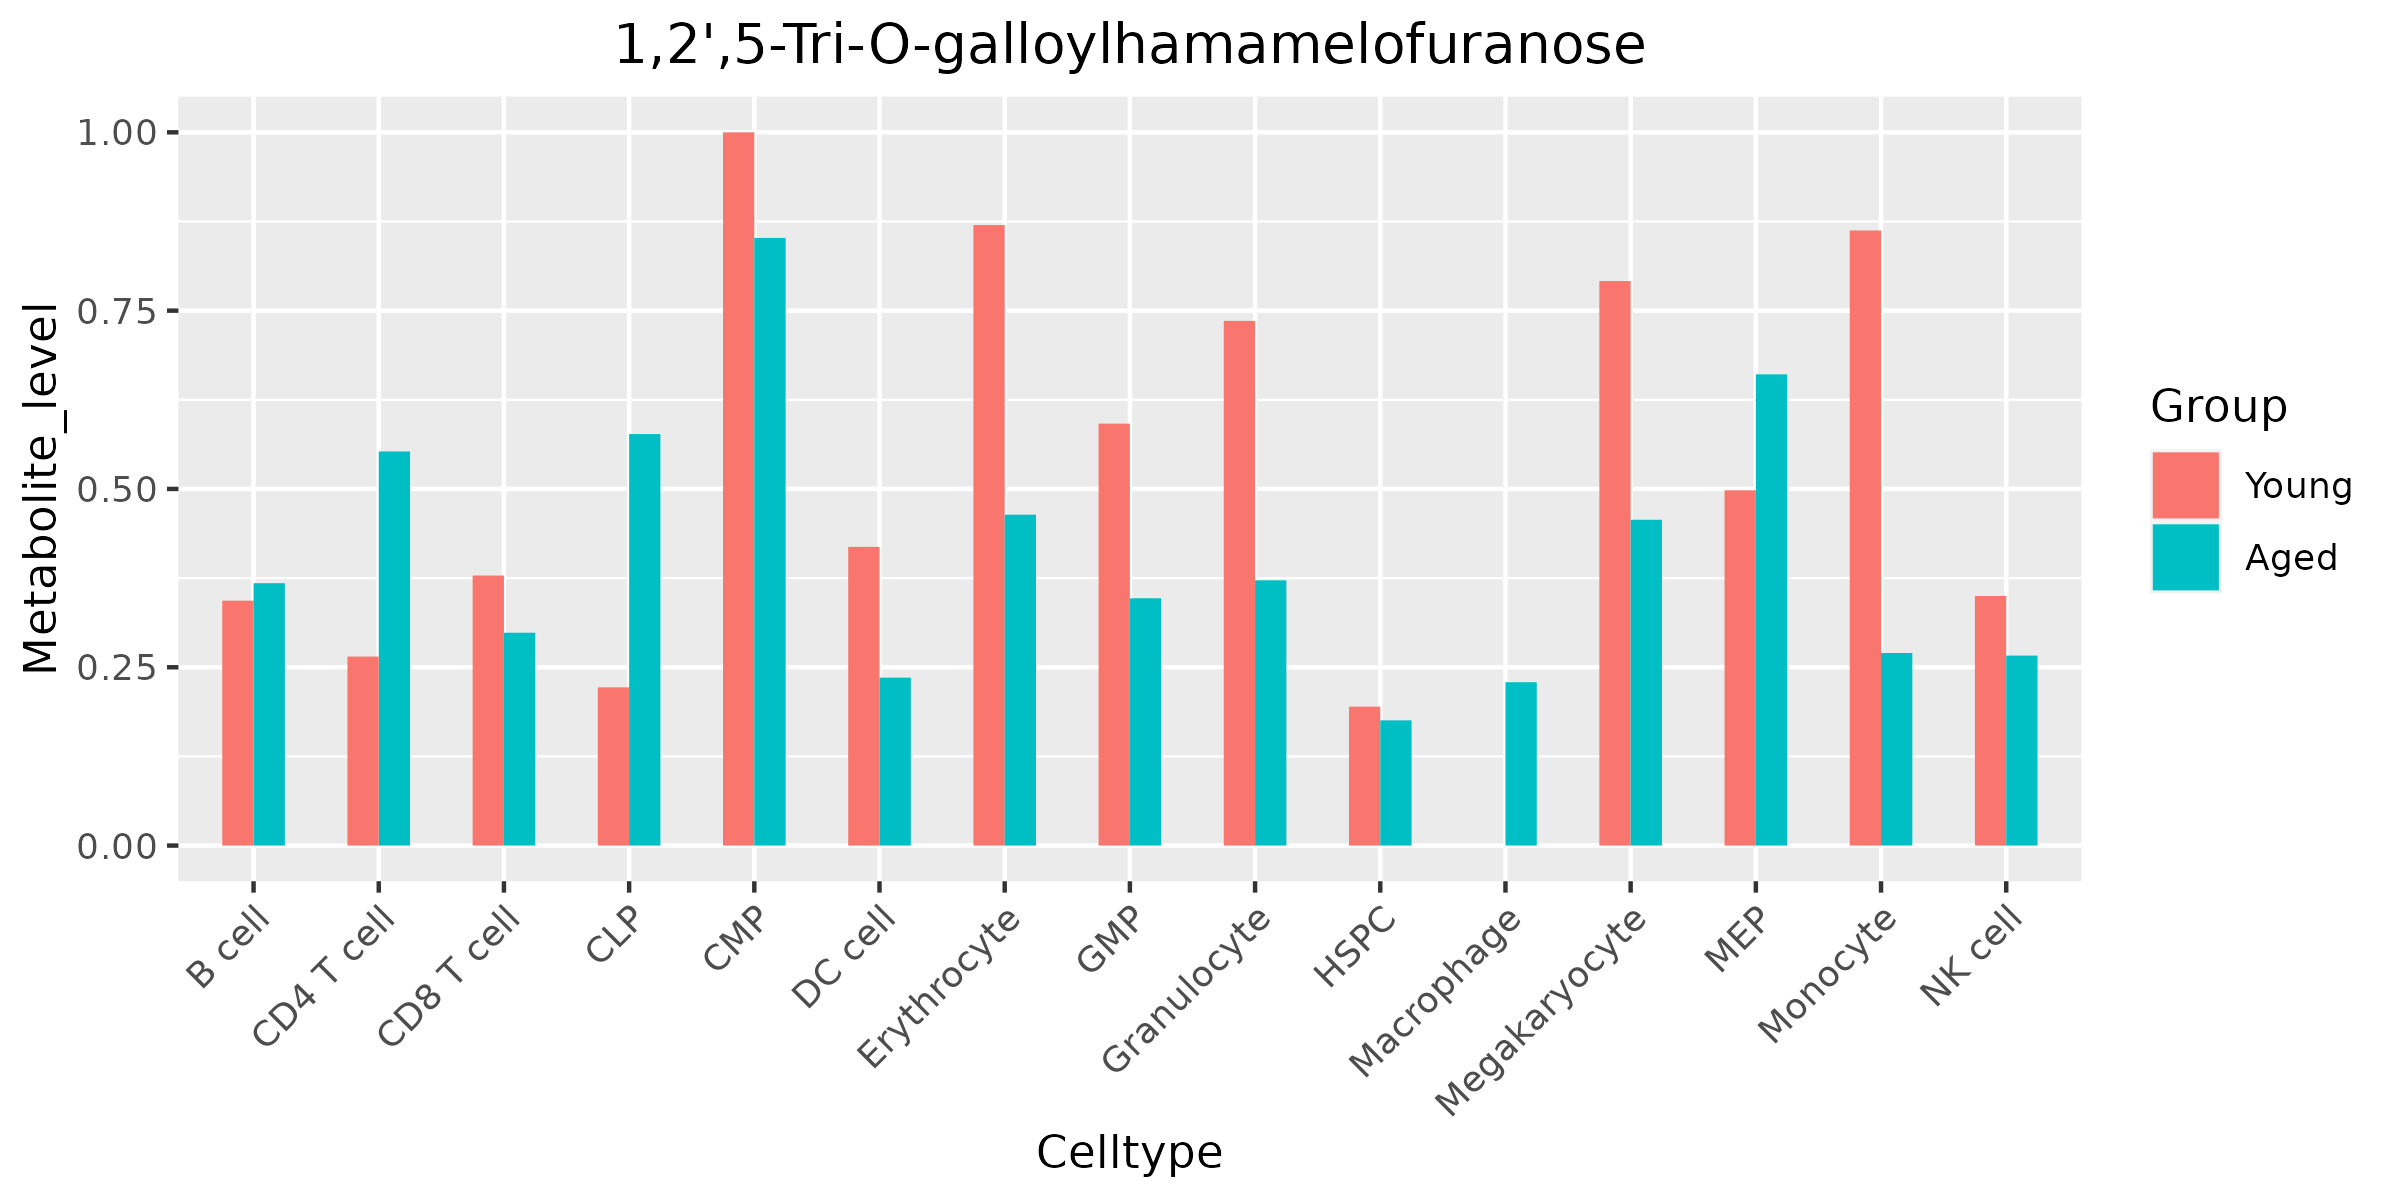 1,2',5-Tri-O-galloylhamamelofuranose
Metabolite_level
1.00
0.75
0.50
0.25
0.00
B cell
CD4 T cell
CD8 T cell
CLP
CMP
DC cell
Erythrocyte
GMP
Granulocyte
HSPC
Macrophage
Megakaryocyte
MEP
Monocyte
NK cell
Celltype
Group
Young
Aged